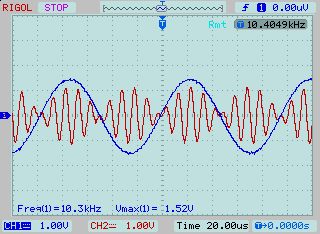 RIGOL STOP T f 1 0.00uV
Rmt T 10.4049kHz
1
Freq(1)=10.3kHz Vmax(1)= 1.52V
CH1 1.00V CH2 1.00V Time 20.00us T→0.0000s